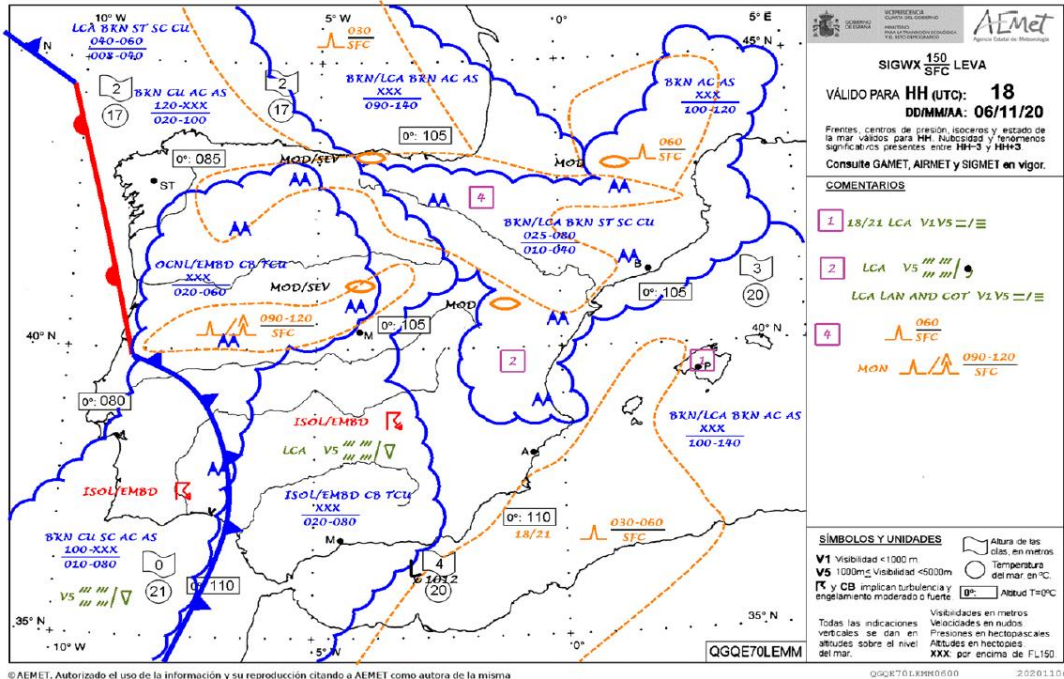 10° W
5° W
0°
5° E
45° N
45° N
LCA BKN ST SC CU
040-060
008-040
030
SFC
2
17
2
17
BKN CU AC AS
120-XXX
020-100
BKN/LCA BKN AC AS
XXX
090-140
BKN AC AS
XXX
100-120
0°: 105
0°: 085
MOD/SEV
MOD
060
SFC
ST
4
BKN/LCA BKN ST SC CU
025-080
010-040
OCNL/EMBD CB TCU
XXX
020-060
MOD/SEV
MOD
B
0°: 105
3
20
090-120
SFC
0°: 105
M
40° N
40° N
2
1
P
0°: 080
BKN/LCA BKN AC AS
XXX
100-140
ISOL/EMBD
LCA V5
A
ISOL/EMBD
ISOL/EMBD CB TCU
XXX
020-080
0°: 110
18/21
030-060
SFC
BKN CU SC AC AS
100-XXX
010-080
M
0
21
0°: 110
4
L 1012
20
V5
35° N
35° N
10° W
5° W
0°
QGQE70LEMM
GOBIERNO DE ESPAÑA
AEMet
Agencia Estatal de Meteorología
SIGWX 150 SFC LEVA
VÁLIDO PARA HH (UTC): 18
DD/MM/AA: 06/11/20
Frentes, centros de presión, isoceros y estado de
la mar válidos para HH. Nubosidad y fenómenos
significativos presentes entre HH-3 y HH+3.
Consulte GAMET, AIRMET y SIGMET en vigor.
COMENTARIOS
1 18/21 LCA V1V5 =/≡
2 LCA V5
LCA LAN AND COT V1V5 =/≡
4 060
SFC
MON 090-120
SFC
SÍMBOLOS Y UNIDADES
V1 Visibilidad <1000 m
V5 1000m≤ Visibilidad <5000m
y CB implican turbulencia y
engelamiento moderado o fuerte.
Altura de las
olas, en metros
Temperatura
del mar, en °C.
0°: Altitud T=0°C
Todas las indicaciones
verticales se dan en
altitudes sobre el nivel
del mar.
Visibilidades en metros
Velocidades en nudos
Presiones en hectopascales
Altitudes en hectopies
XXX: por encima de FL150
©AEMET. Autorizado el uso de la información y su reproducción citando a AEMET como autora de la misma
QGQE70LEMM0600